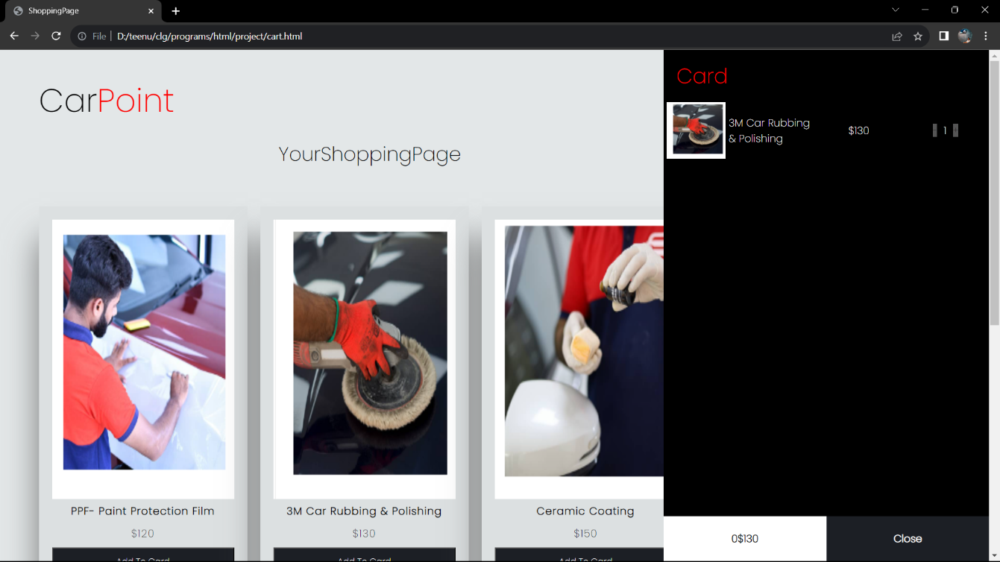 ShoppingPage
File
D:/teenu/clg/programs/html/project/cart.html
CarPoint
YourShoppingPage
PPF- Paint Protection Film
$120
Add To Card
3M Car Rubbing & Polishing
$130
Add To Card
Ceramic Coating
$150
Add To Card
Card
3M Car Rubbing
& Polishing
$130
- 1 +
0$130
Close